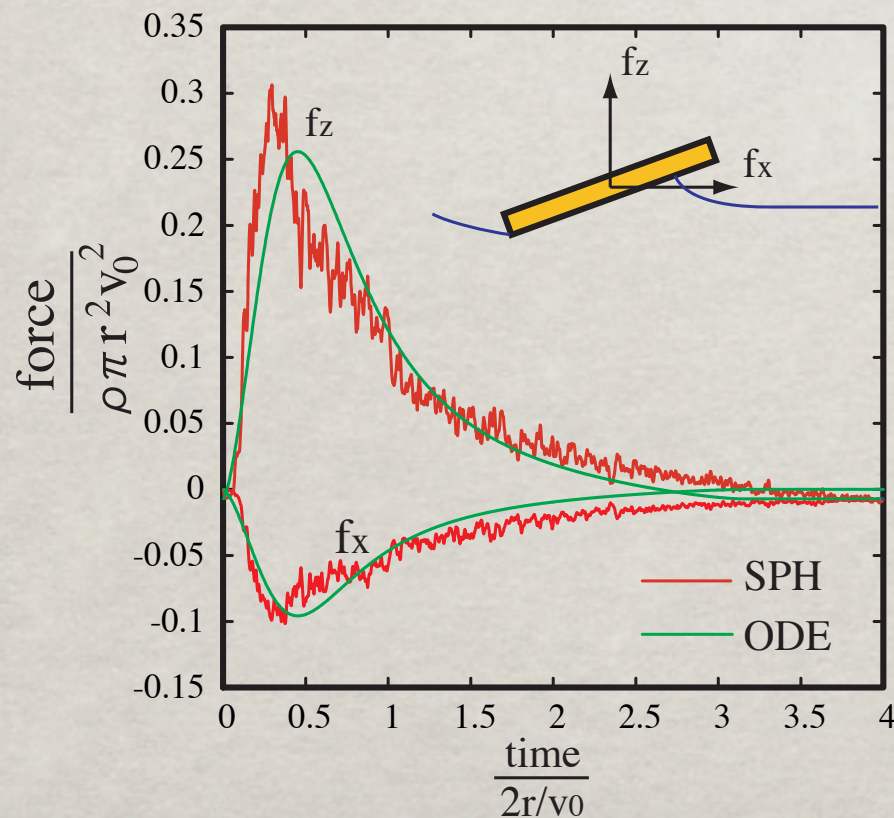 0.35
0.3
0.25
0.2
0.15
0.1
0.05
0
-0.05
-0.1
-0.15
force
ρ π r² v₀²
fz
fz
fx
fx
SPH
ODE
0 0.5 1 1.5 2 2.5 3 3.5 4
time
2r/v0